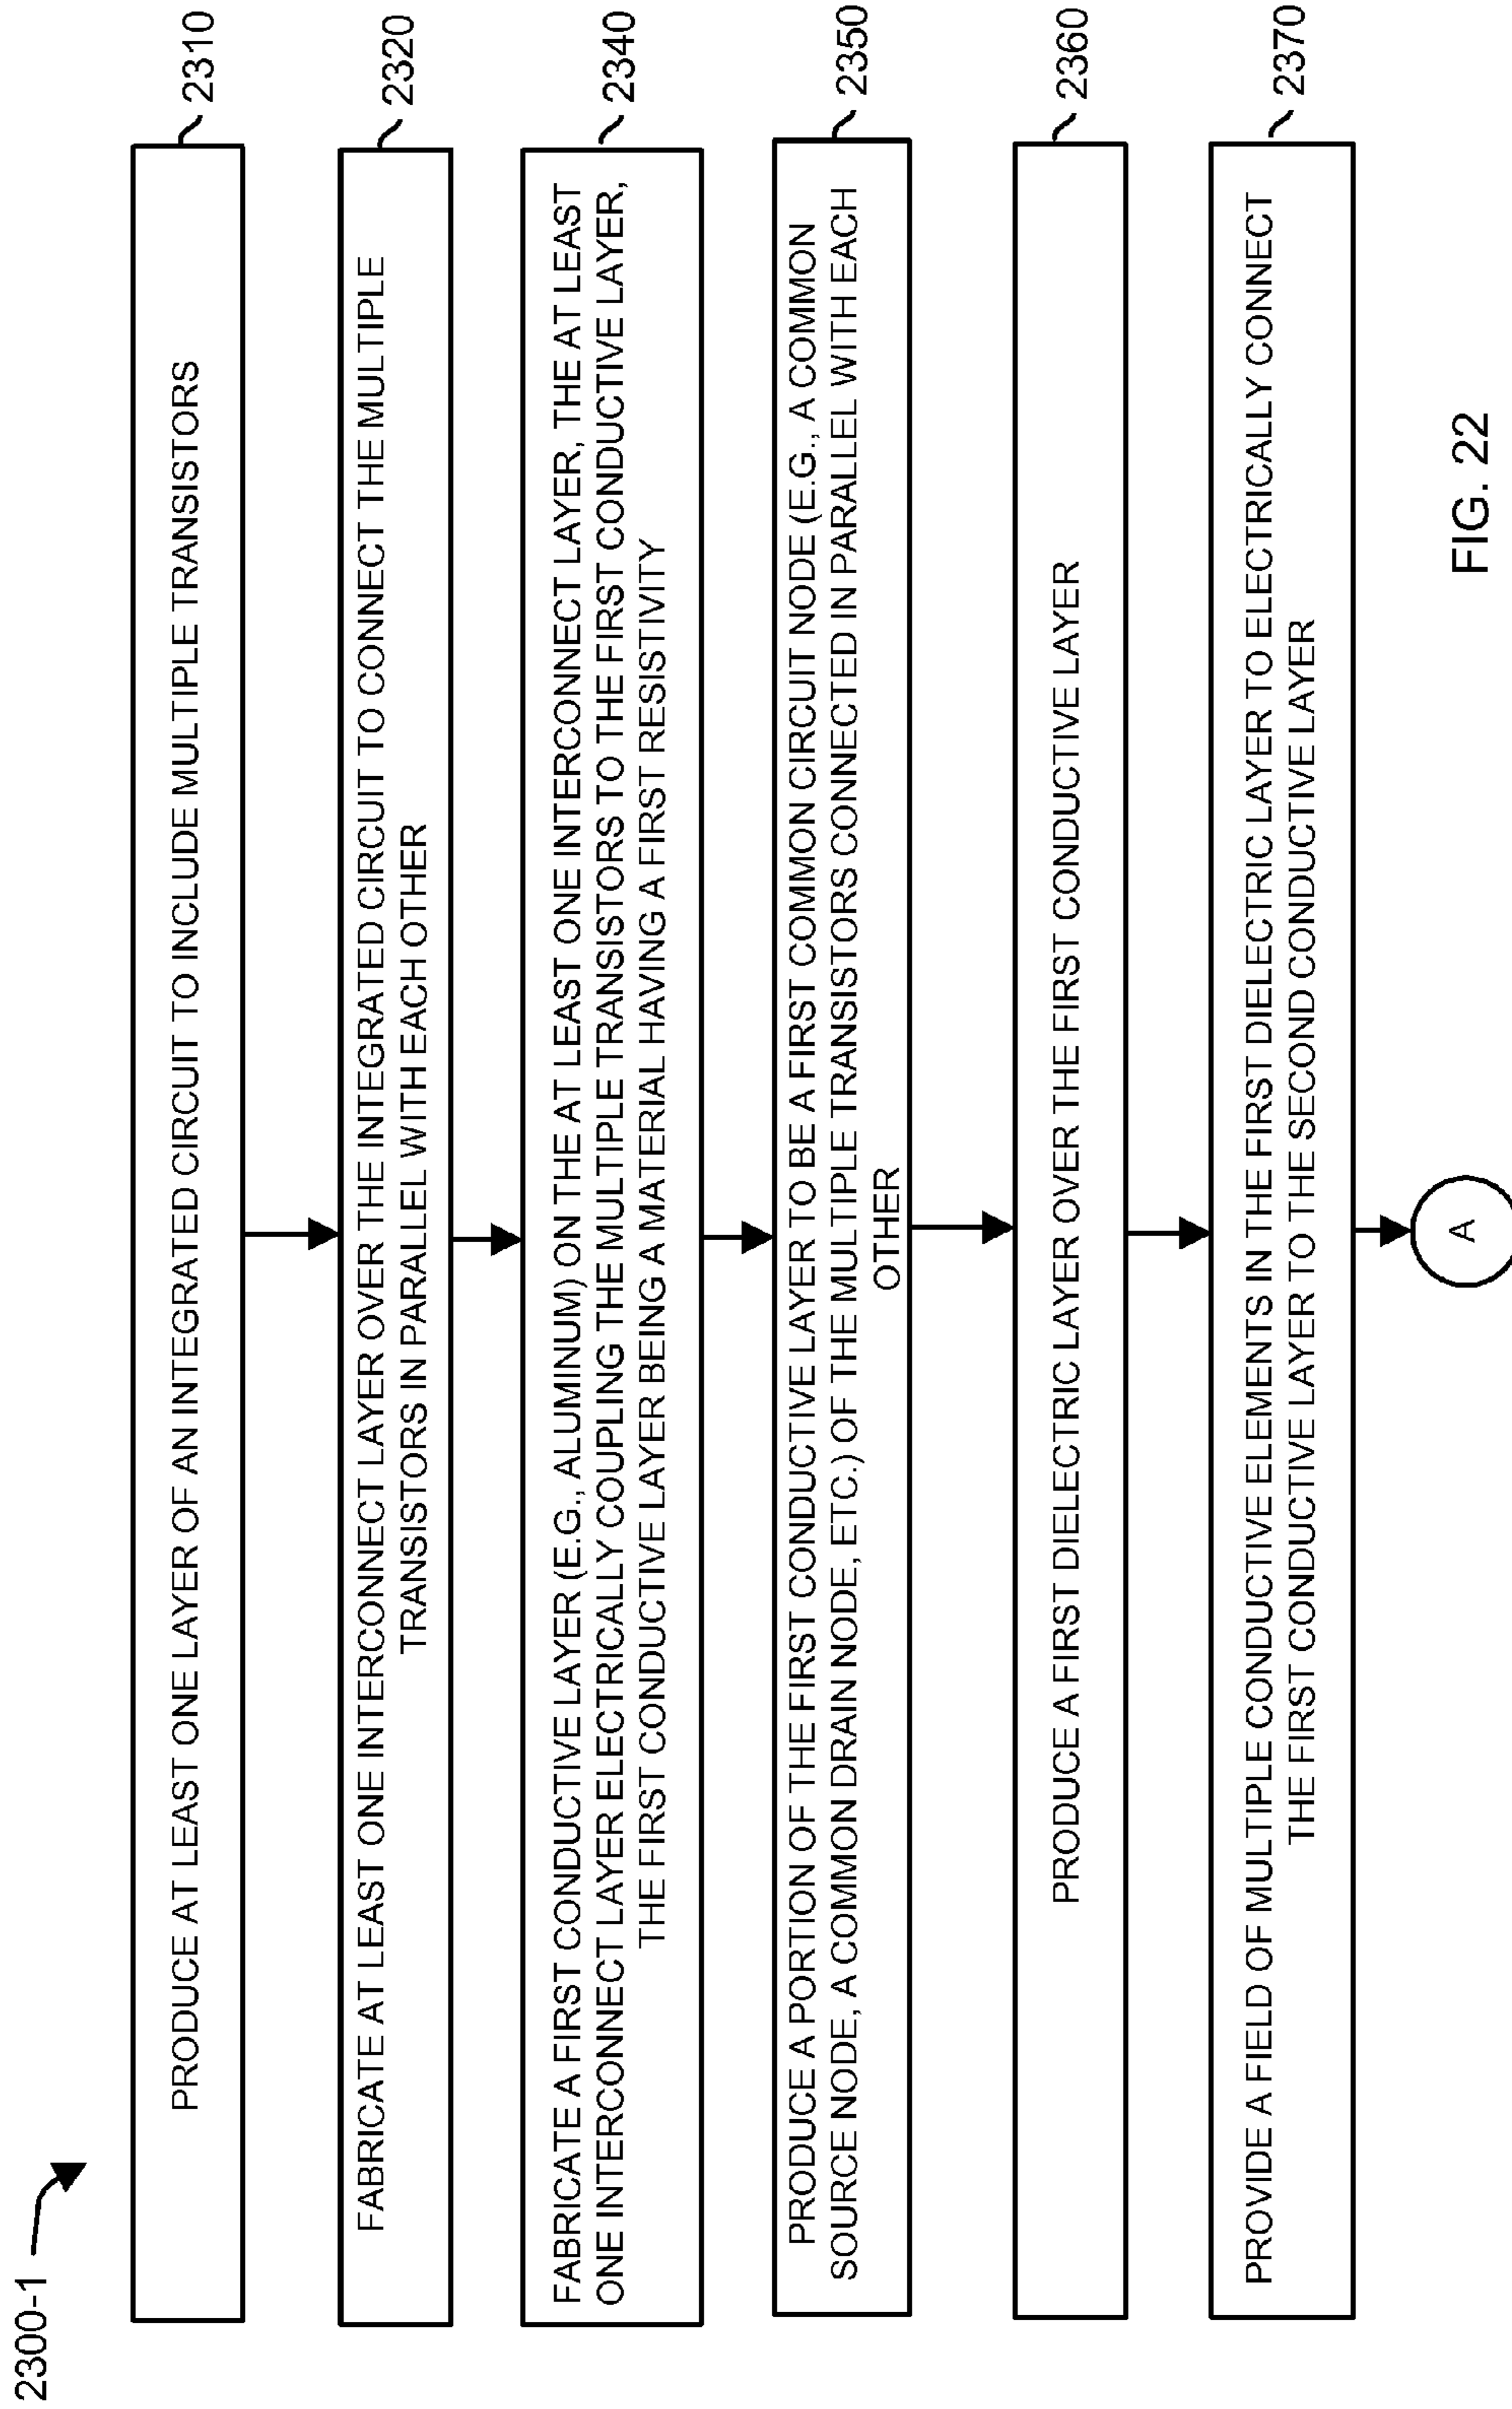 2300-1
PRODUCE AT LEAST ONE LAYER OF AN INTEGRATED CIRCUIT TO INCLUDE MULTIPLE TRANSISTORS
2310
FABRICATE AT LEAST ONE INTERCONNECT LAYER OVER THE INTEGRATED CIRCUIT TO CONNECT THE MULTIPLE
TRANSISTORS IN PARALLEL WITH EACH OTHER
2320
FABRICATE A FIRST CONDUCTIVE LAYER (E.G., ALUMINUM) ON THE AT LEAST ONE INTERCONNECT LAYER, THE AT LEAST
ONE INTERCONNECT LAYER ELECTRICALLY COUPLING THE MULTIPLE TRANSISTORS TO THE FIRST CONDUCTIVE LAYER,
THE FIRST CONDUCTIVE LAYER BEING A MATERIAL HAVING A FIRST RESISTIVITY
2340
PRODUCE A PORTION OF THE FIRST CONDUCTIVE LAYER TO BE A FIRST COMMON CIRCUIT NODE (E.G., A COMMON
SOURCE NODE, A COMMON DRAIN NODE, ETC.) OF THE MULTIPLE TRANSISTORS CONNECTED IN PARALLEL WITH EACH
OTHER
2350
PRODUCE A FIRST DIELECTRIC LAYER OVER THE FIRST CONDUCTIVE LAYER
2360
PROVIDE A FIELD OF MULTIPLE CONDUCTIVE ELEMENTS IN THE FIRST DIELECTRIC LAYER TO ELECTRICALLY CONNECT
THE FIRST CONDUCTIVE LAYER TO THE SECOND CONDUCTIVE LAYER
2370
A
FIG. 22